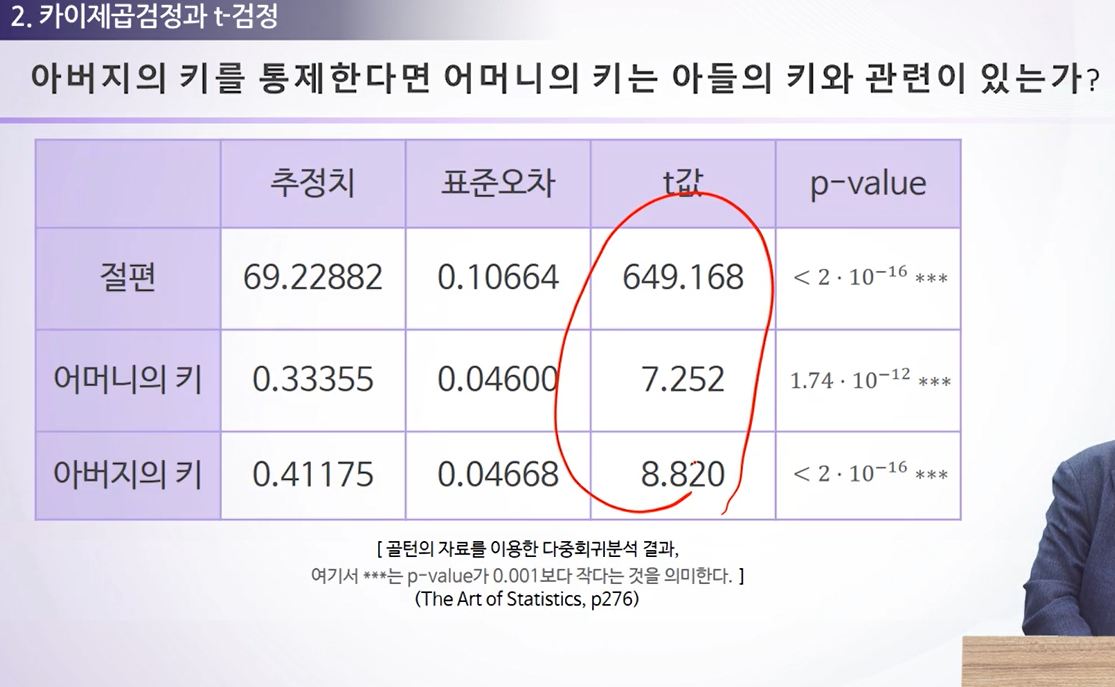 2. 카이제곱검정과 t-검정
아버지의 키를 통제한다면 어머니의 키는 아들의 키와 관련이 있는가?
추정치 표준오차 t값 p-value
절편 69.22882 0.10664 649.168 < 2 · 10⁻¹⁶ ***
어머니의 키 0.33355 0.04600 7.252 1.74 · 10⁻¹² ***
아버지의 키 0.41175 0.04668 8.820 < 2 · 10⁻¹⁶ ***
[ 골턴의 자료를 이용한 다중회귀분석 결과,
여기서 ***는 p-value가 0.001보다 작다는 것을 의미한다. ]
(The Art of Statistics, p276)